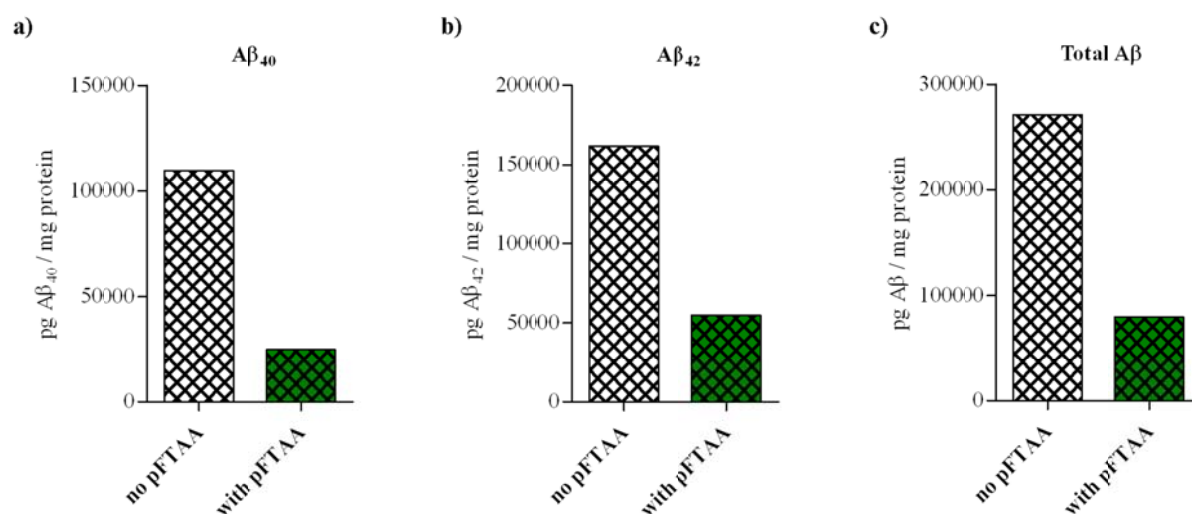 a)
Aβ₄₀
150000
100000
50000
0
pg Aβ₄₀ / mg protein
no pFTAA
with pFTAA
b)
Aβ₄₂
200000
150000
100000
50000
0
pg Aβ₄₂ / mg protein
no pFTAA
with pFTAA
c)
Total Aβ
300000
200000
100000
0
pg Aβ / mg protein
no pFTAA
with pFTAA